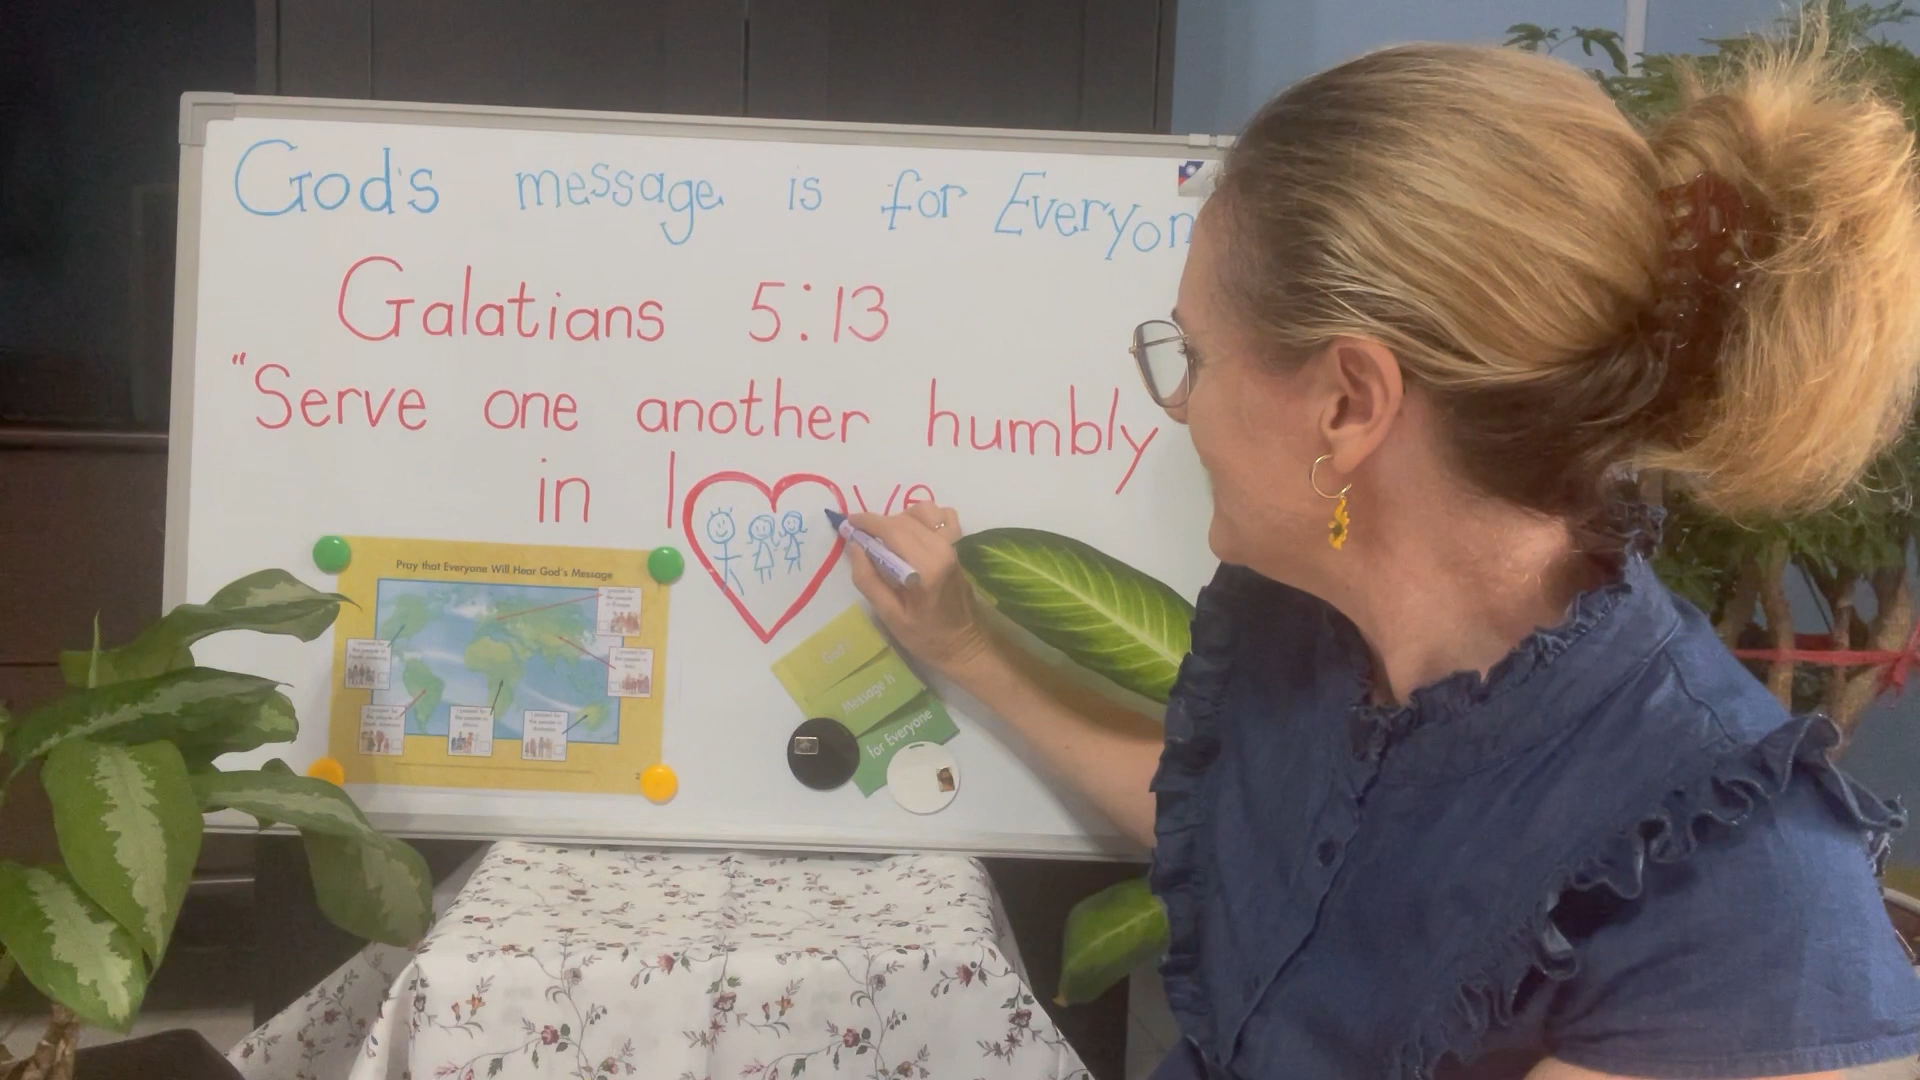 God's message is for Everyon
Galatians 5:13
"Serve one another humbly
in love
Pray that Everyone Will Hear God's Message
God's
Message is
for Everyone